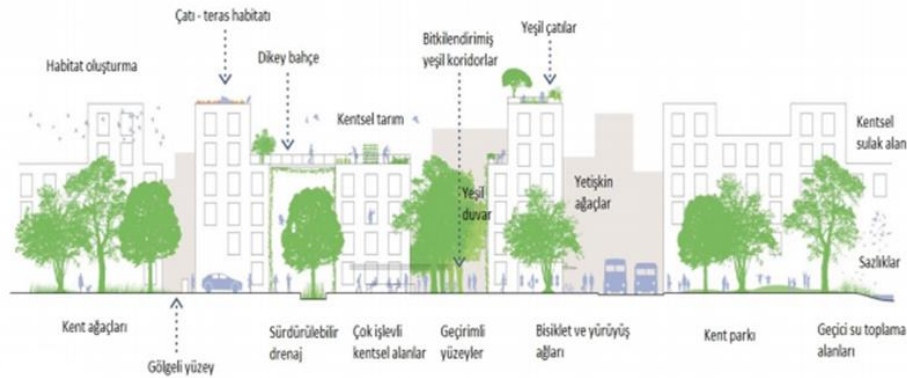 Çatı - teras habitatı
Yeşil çatılar
Bitkilendirimiş
yeşil koridorlar
Dikey bahçe
Habitat oluşturma
Kentsel tarım
Kentsel
sulak alan
Yeşil
duvar
Yetişkin
ağaçlar
Sazlıklar
Kent ağaçları
Gölgeli yüzey
Sürdürülebilir
drenaj
Çok işlevli
kentsel alanlar
Geçirimli
yüzeyler
Bisiklet ve yürüyüş
ağları
Kent parkı
Geçici su toplama
alanları